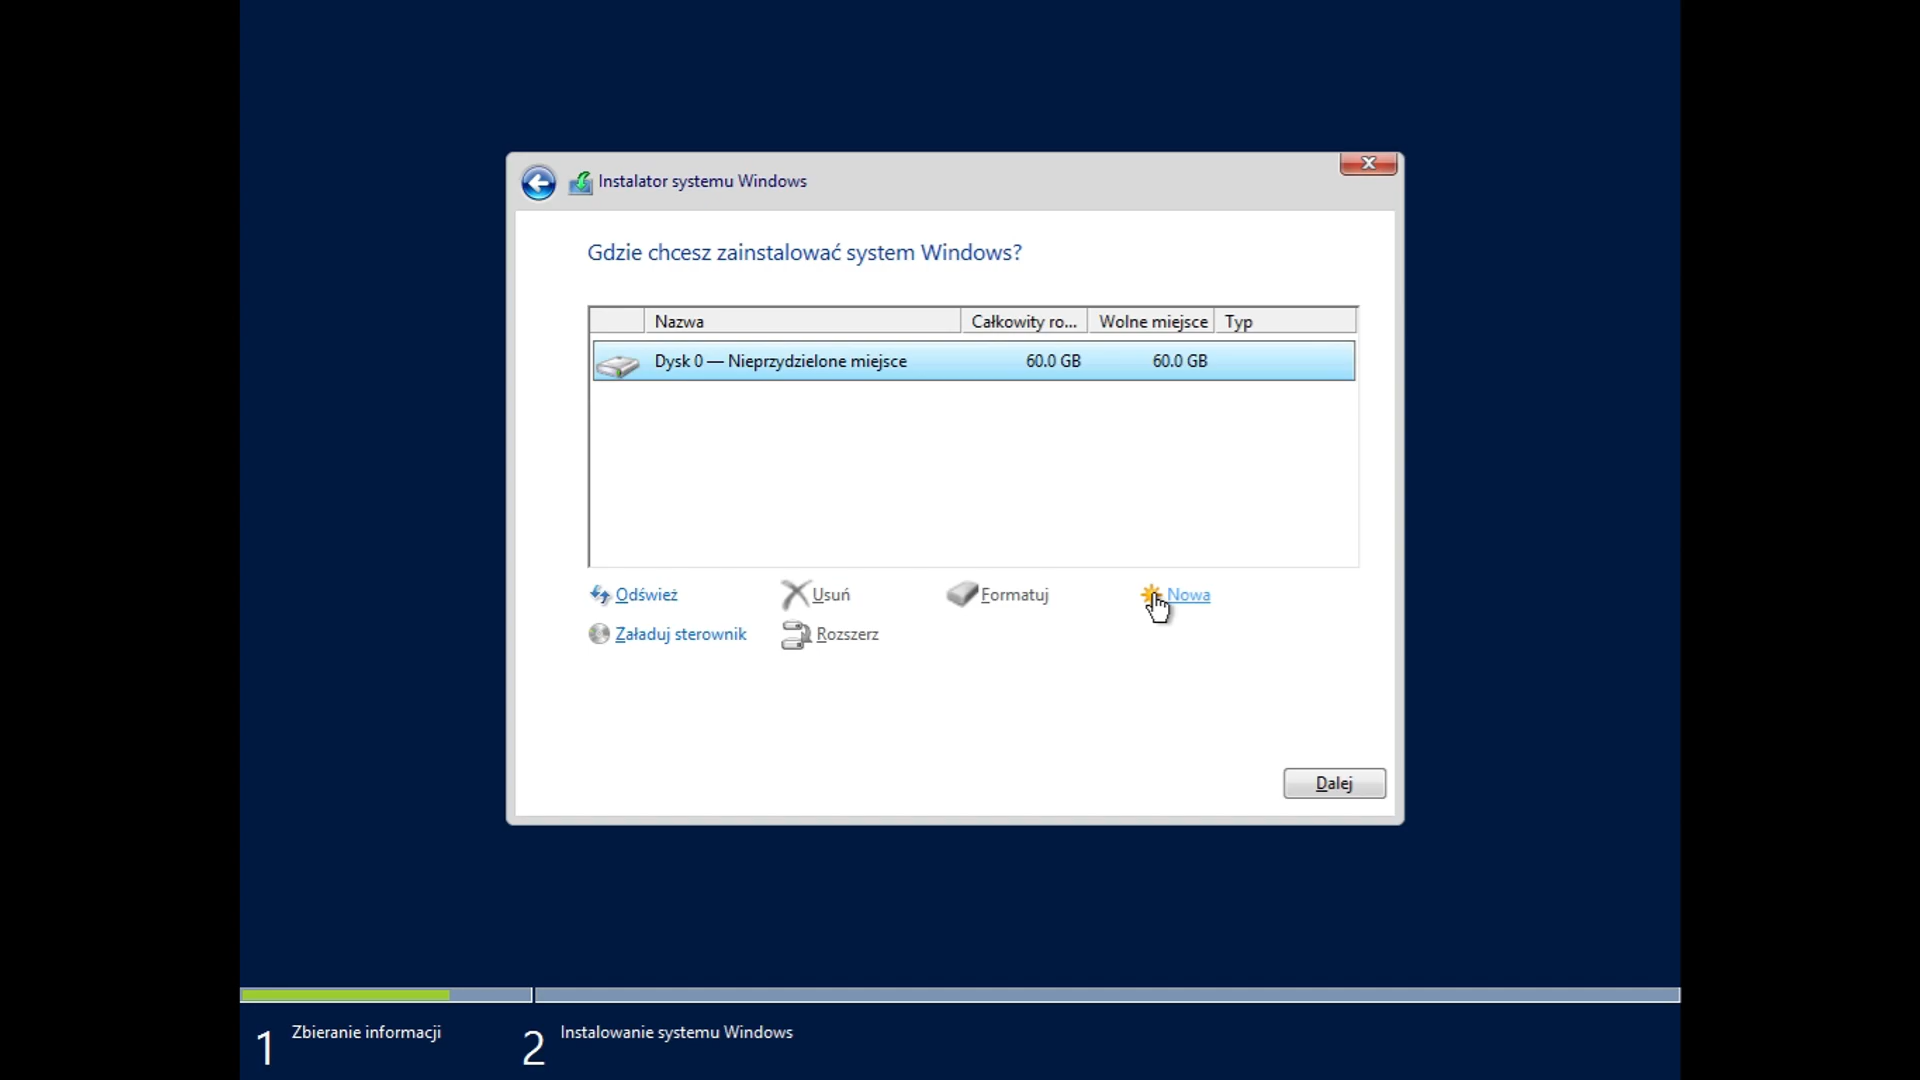 Instalator systemu Windows
Gdzie chcesz zainstalować system Windows?
Nazwa Całkowity ro... Wolne miejsce Typ
Dysk 0 — Nieprzydzielone miejsce 60.0 GB 60.0 GB
Odśwież Usuń Formatuj Nowa
Załaduj sterownik Rozszerz
Dalej
1 Zbieranie informacji 2 Instalowanie systemu Windows